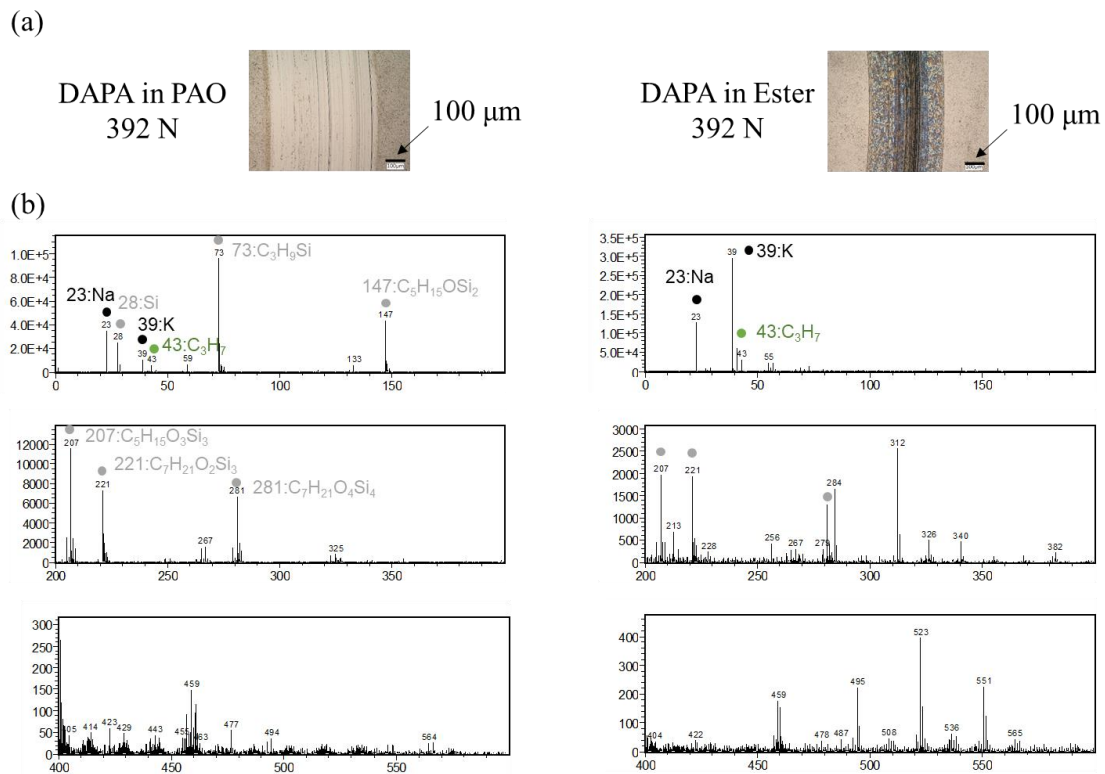 (a)
DAPA in PAO
392 N
100 μm
100μm
DAPA in Ester
392 N
100 μm
100μm
(b)
1.0E+5
8.0E+4
6.0E+4
4.0E+4
2.0E+4
73:C3H9Si
73
147:C5H15OSi2
147
23:Na
23
28:Si
28
39:K
39
43:C3H7
43
59
133
0 50 100 150
3.5E+5
3.0E+5
2.5E+5
2.0E+5
1.5E+5
1.0E+5
5.0E+4
39
39:K
23:Na
23
43:C3H7
43
55
0 50 100 150
12000
10000
8000
6000
4000
2000
0
207:C5H15O3Si3
207
221:C7H21O2Si3
221
281:C7H21O4Si4
281
267
325
200 250 300 350
3000
2500
2000
1500
1000
500
0
207
221
213
228
256
267
279
284
312
326
340
382
200 250 300 350
300
250
200
150
100
50
0
405
414
423
429
443
455
459
463
477
494
564
400 450 500 550
400
300
200
100
0
404
422
459
478
487
495
508
523
536
551
565
400 450 500 550